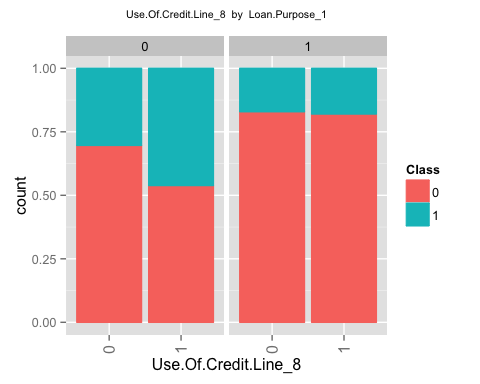 Use.Of.Credit.Line_8 by Loan.Purpose_1
0 1
1.00
0.75
0.50
0.25
0.00
count
0 1 0 1
Use.Of.Credit.Line_8
Class
0
1